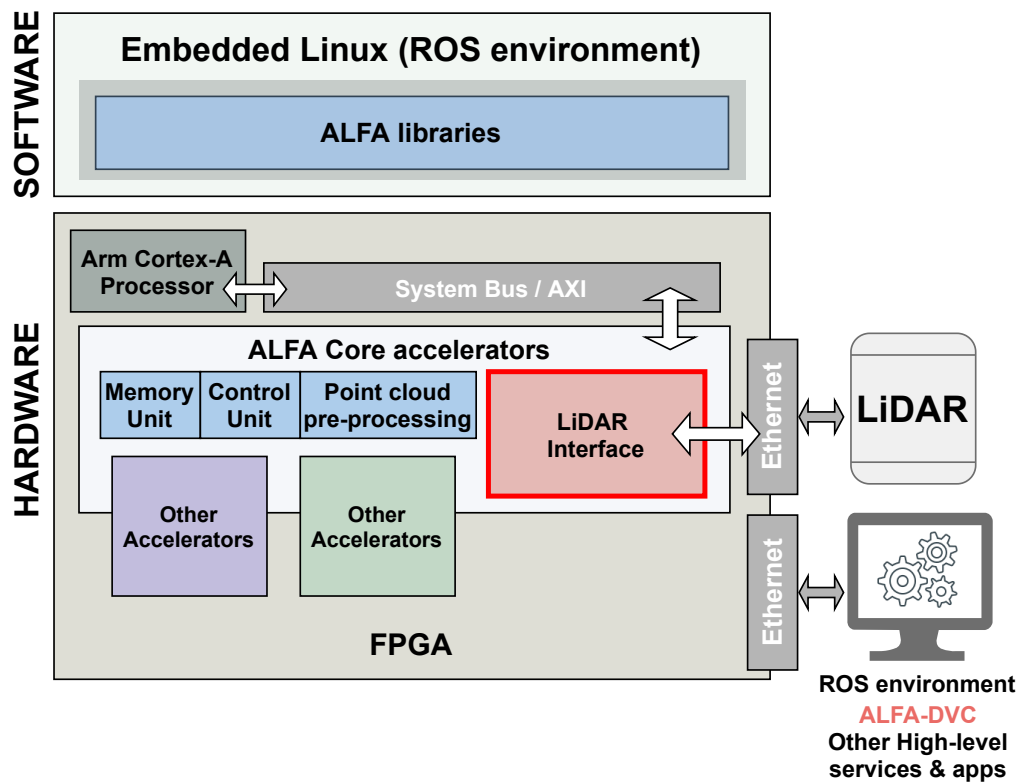 SOFTWARE
Embedded Linux (ROS environment)
ALFA libraries
HARDWARE
Arm Cortex-A
Processor
System Bus / AXI
ALFA Core accelerators
Memory
Unit
Control
Unit
Point cloud
pre-processing
LiDAR
Interface
Ethernet
LiDAR
Other
Accelerators
Other
Accelerators
Ethernet
FPGA
ROS environment
ALFA-DVC
Other High-level
services & apps